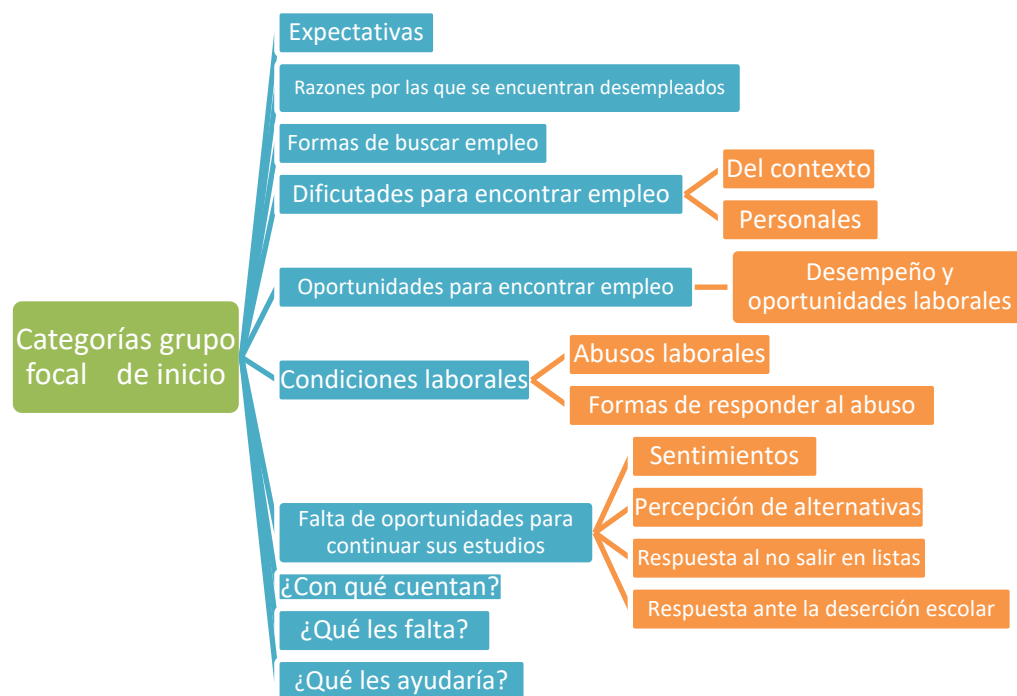 Categorías grupo
focal de inicio
Expectativas
Razones por las que se encuentran desempleados
Formas de buscar empleo
Dificutades para encontrar empleo
Del contexto
Personales
Oportunidades para encontrar empleo
Desempeño y
oportunidades laborales
Condiciones laborales
Abusos laborales
Formas de responder al abuso
Falta de oportunidades para
continuar sus estudios
Sentimientos
Percepción de alternativas
Respuesta al no salir en listas
Respuesta ante la deserción escolar
¿Con qué cuentan?
¿Qué les falta?
¿Qué les ayudaría?